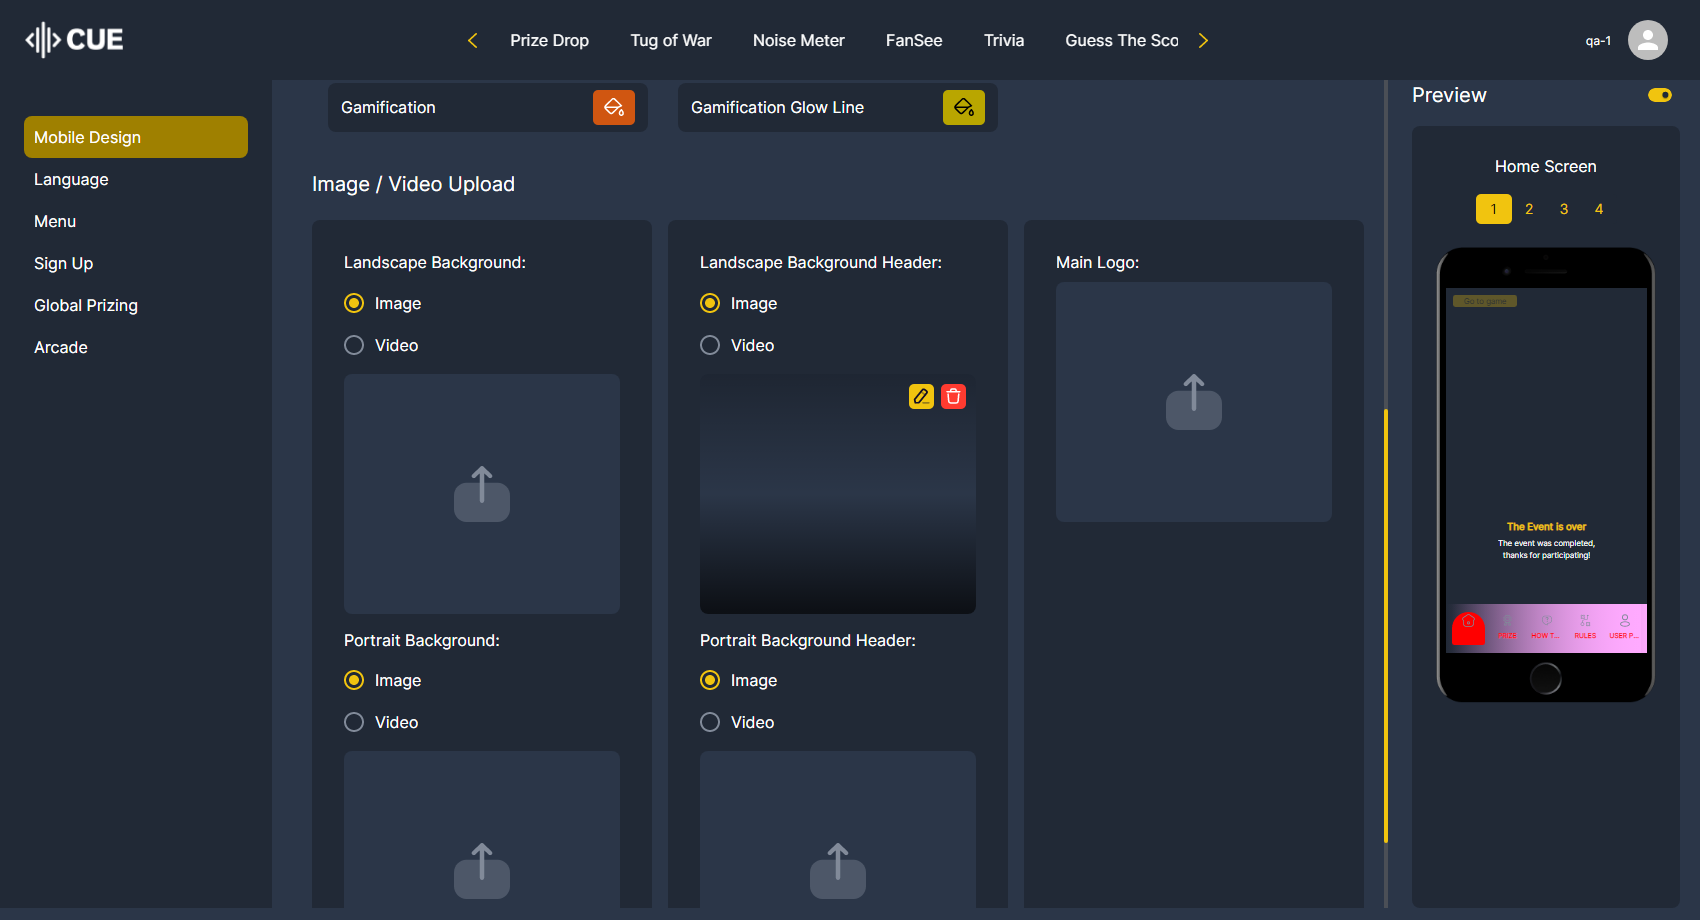 CUE
Prize Drop
Tug of War
Noise Meter
FanSee
Trivia
Guess The Sco
qa-1
Mobile Design
Language
Menu
Sign Up
Global Prizing
Arcade
Gamification
Gamification Glow Line
Image / Video Upload
Landscape Background:
Image
Video
Landscape Background Header:
Image
Video
Main Logo:
Portrait Background:
Image
Video
Portrait Background Header:
Image
Video
Preview
Home Screen
1 2 3 4
Go to game
The Event is over
The event was completed,
thanks for participating!
PRIZE
HOW T...
RULES
USER P...